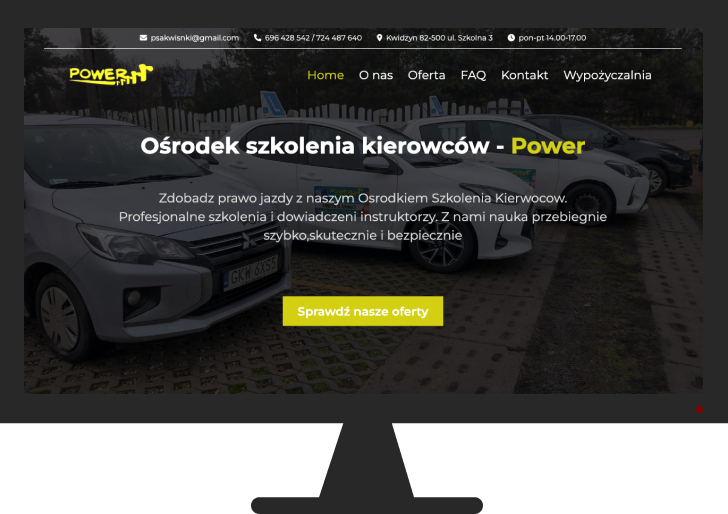 psakwisnki@gmail.com 696 428 542 / 724 487 640 Kwidzyn 82-500 ul. Szkolna 3 pon-pt 14.00-17.00
POWER Home O nas Oferta FAQ Kontakt Wypożyczalnia
Ośrodek szkolenia kierowców - Power
Zdobadz prawo jazdy z naszym Osrodkiem Szkolenia Kierwocow.
Profesjonalne szkolenia i dowiadczeni instruktorzy. Z nami nauka przebiegnie
szybko,skutecznie i bezpiecznie
GKW 6XS5
Sprawdź nasze oferty